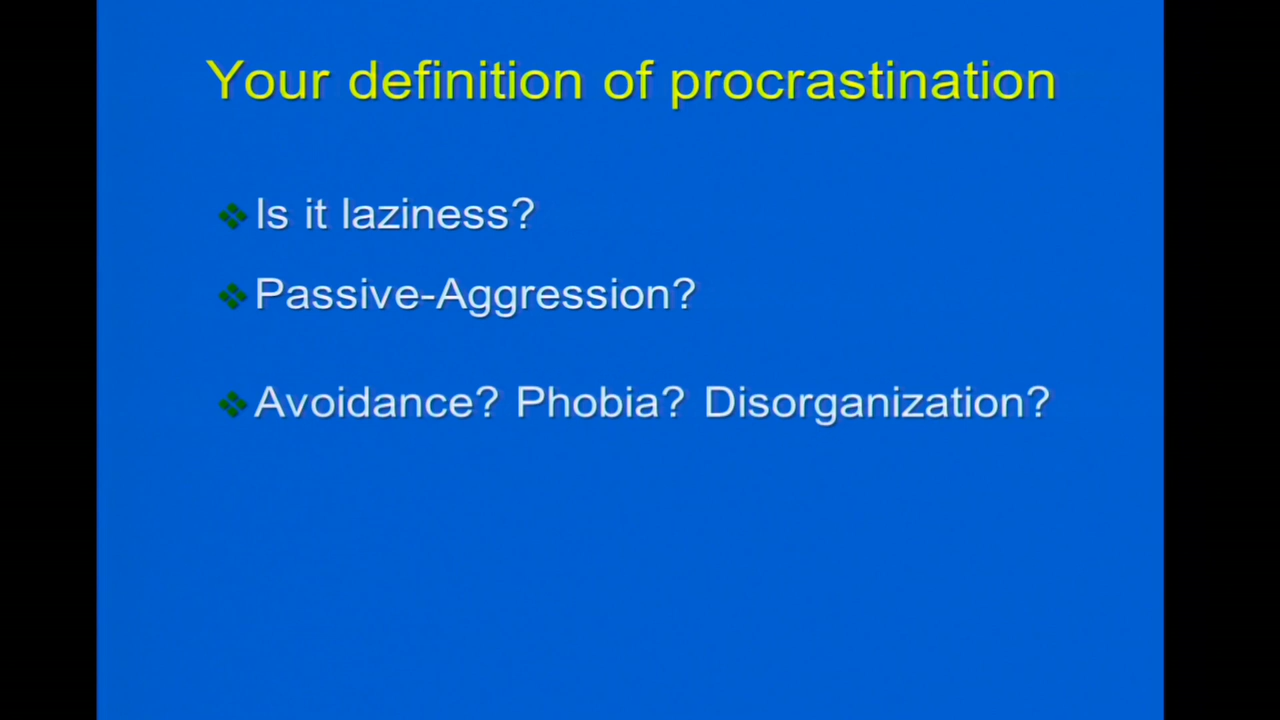 Your definition of procrastination
Is it laziness?
Passive-Aggression?
Avoidance? Phobia? Disorganization?